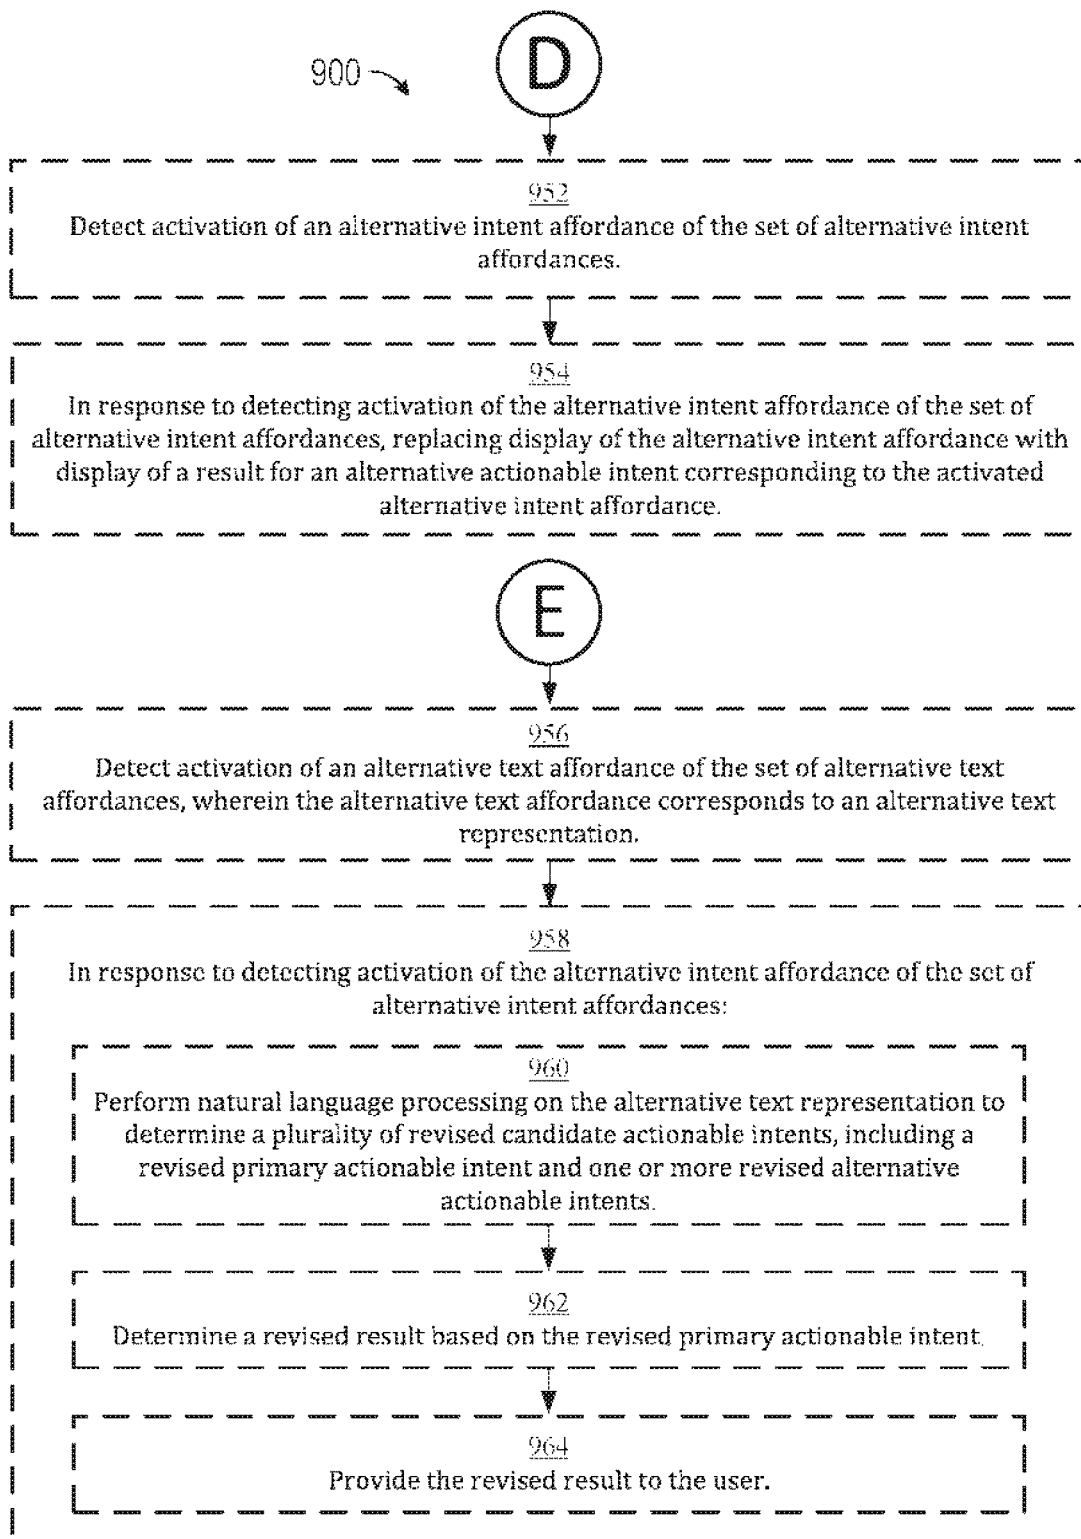 D
900
952
Detect activation of an alternative intent affordance of the set of alternative intent
affordances.
954
In response to detecting activation of the alternative intent affordance of the set of
alternative intent affordances, replacing display of the alternative intent affordance with
display of a result for an alternative actionable intent corresponding to the activated
alternative intent affordance.
E
956
Detect activation of an alternative text affordance of the set of alternative text
affordances, wherein the alternative text affordance corresponds to an alternative text
representation.
958
In response to detecting activation of the alternative intent affordance of the set of
alternative intent affordances:
960
Perform natural language processing on the alternative text representation to
determine a plurality of revised candidate actionable intents, including a
revised primary actionable intent and one or more revised alternative
actionable intents.
962
Determine a revised result based on the revised primary actionable intent.
964
Provide the revised result to the user.